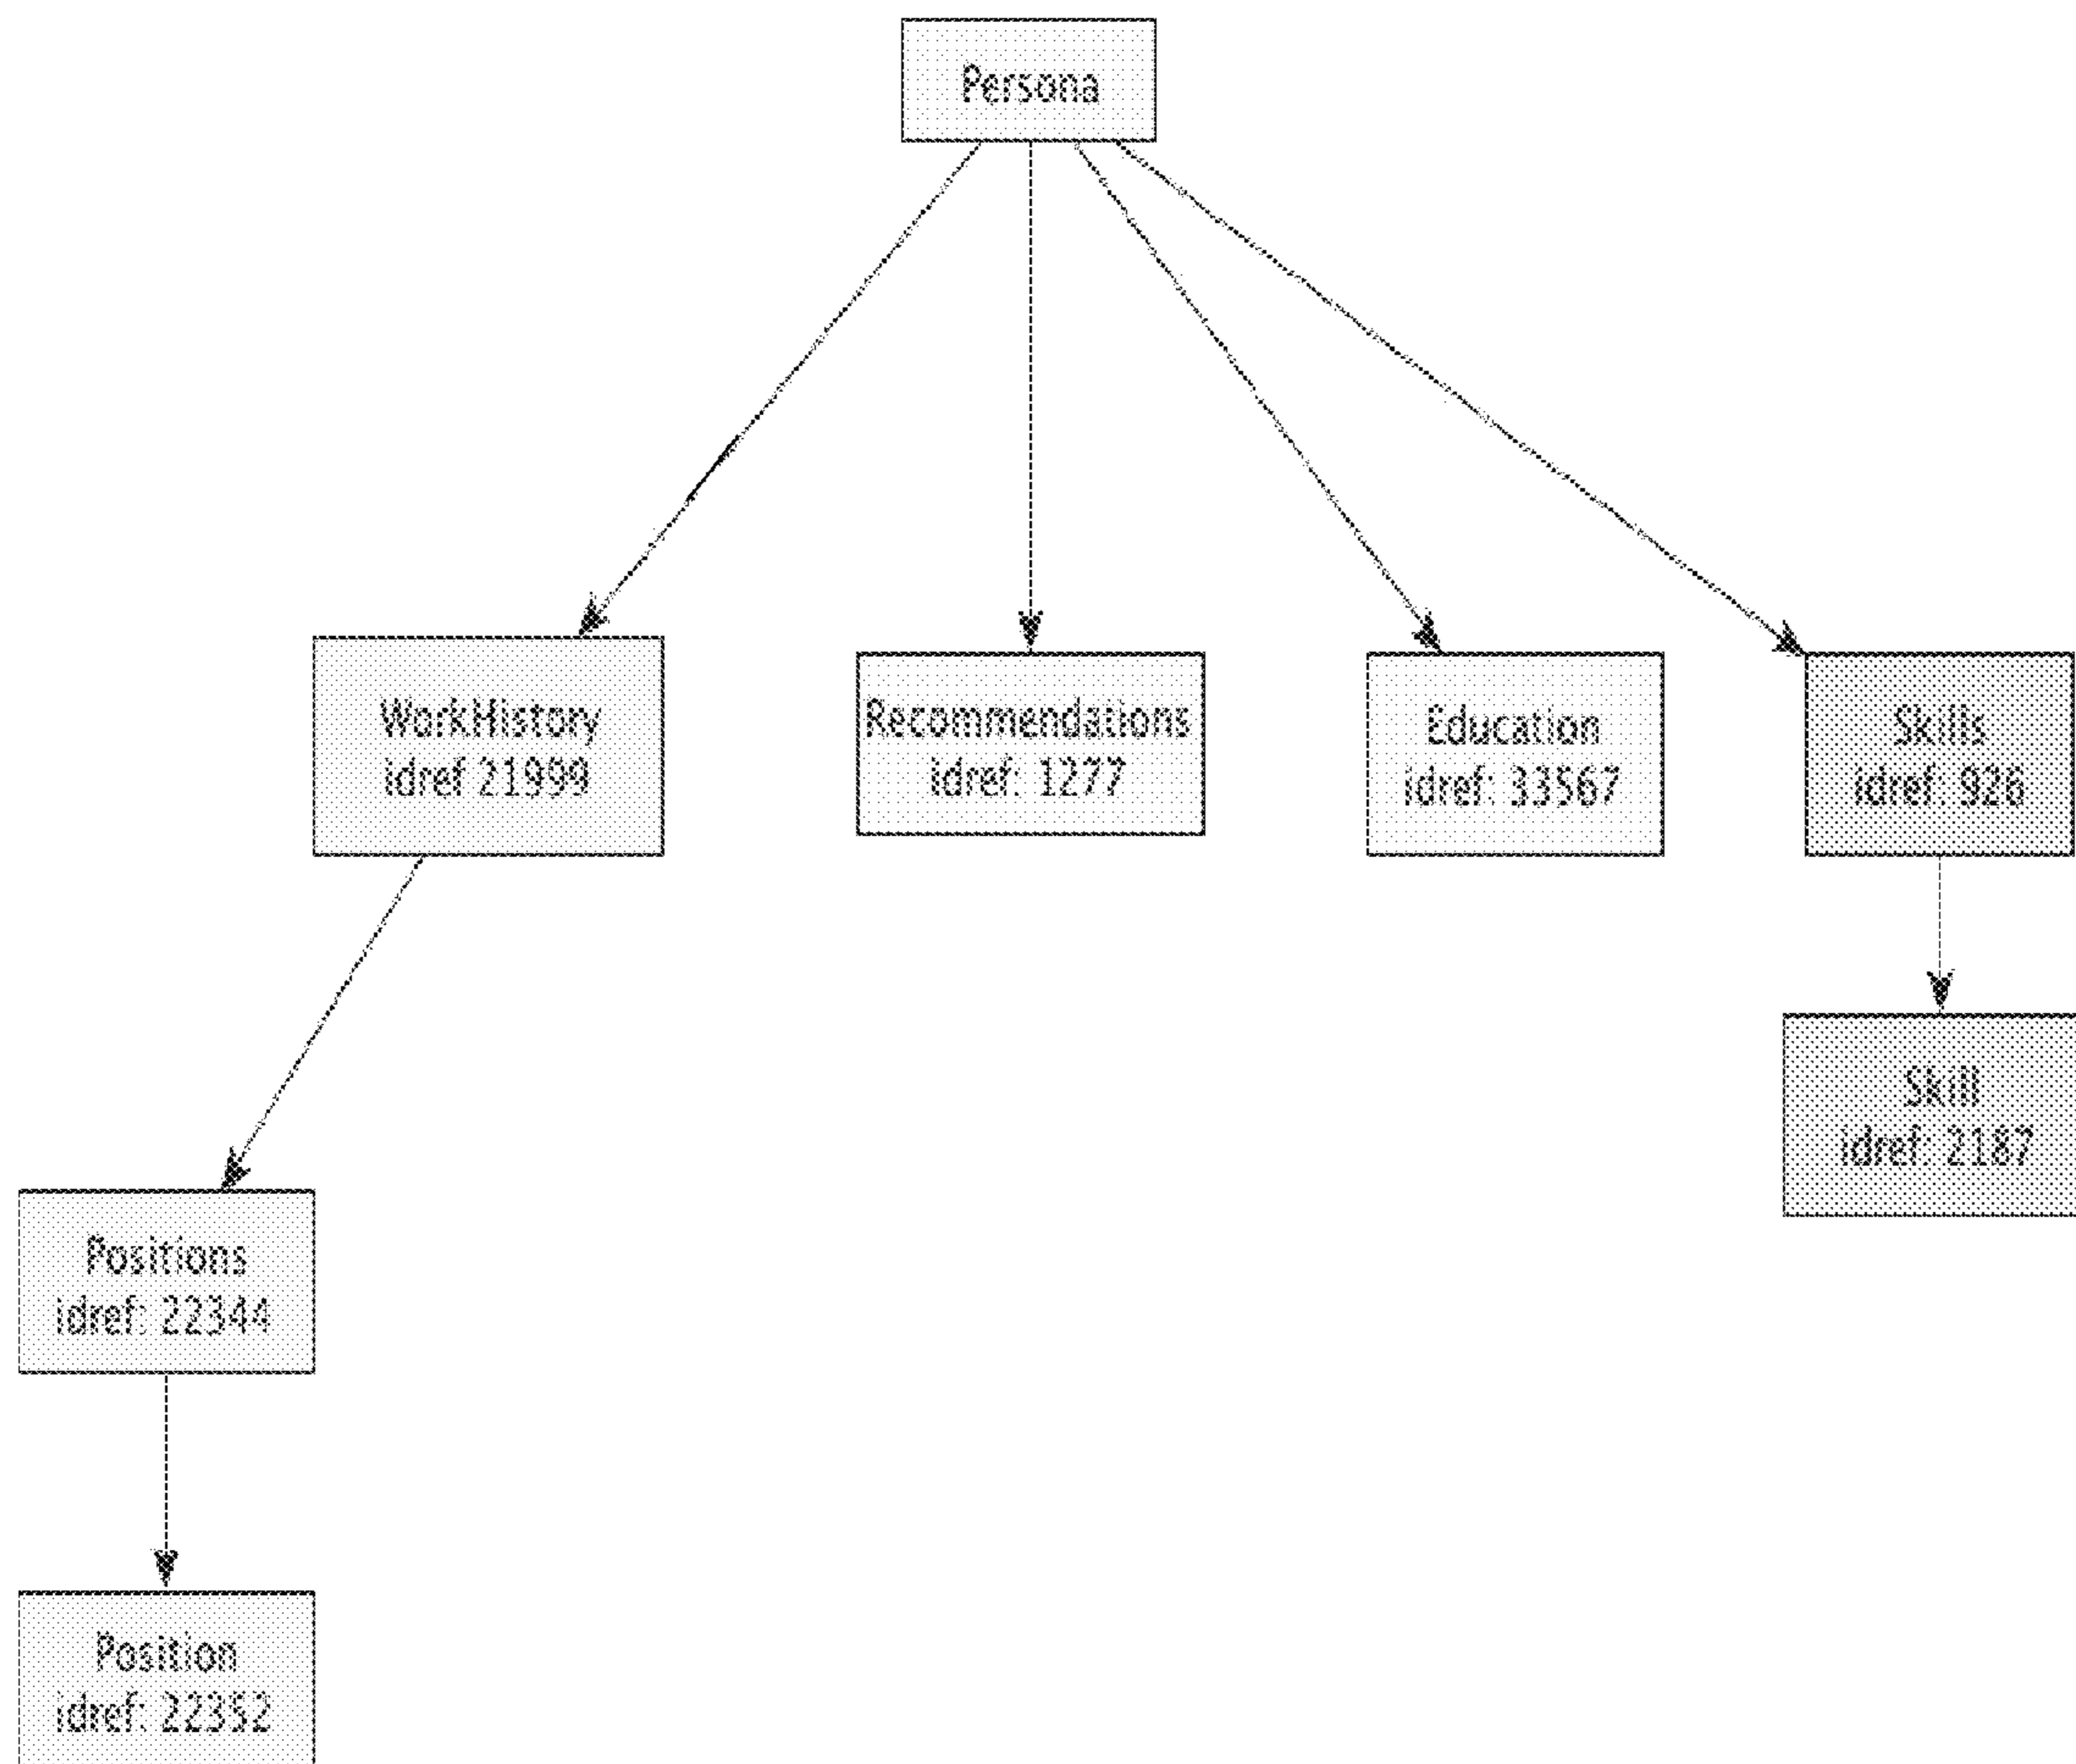 Persona
WorkHistory
idref 21999
Recommendations
idref: 1277
Education
idref: 33567
Skills
idref: 926
Skill
idref: 2187
Positions
idref: 22344
Position
idref: 22352